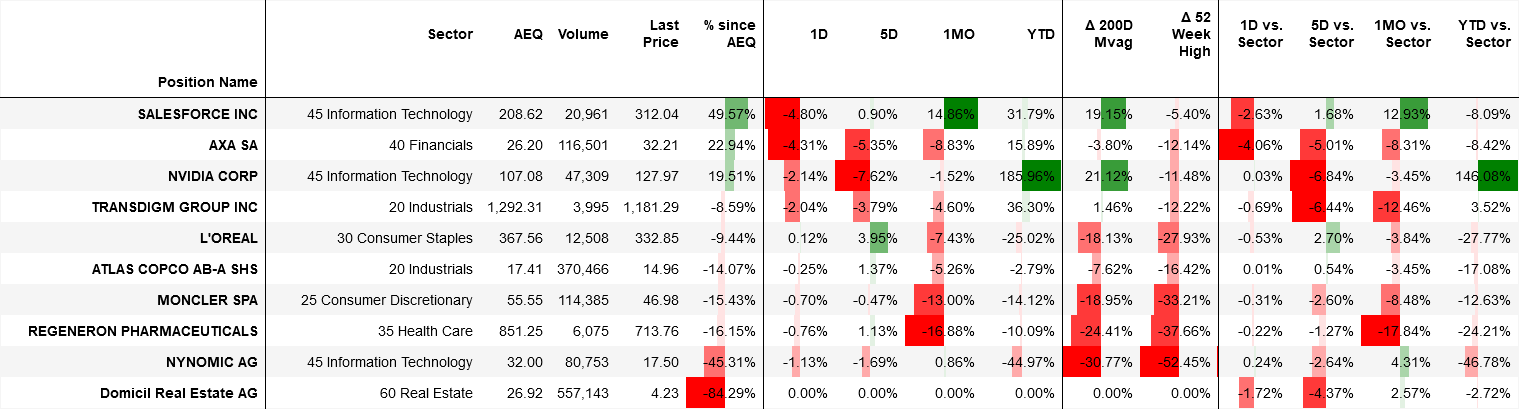 Position Name Sector AEQ Volume Last Price % since AEQ 1D 5D 1MO YTD Δ 200D Mvag Δ 52 Week High 1D vs. Sector 5D vs. Sector 1MO vs. Sector YTD vs. Sector
SALESFORCE INC 45 Information Technology 208.62 20,961 312.04 49.57% -4.80% 0.90% 14.86% 31.79% 19.15% -5.40% -2.63% 1.68% 12.93% -8.09%
AXA SA 40 Financials 26.20 116,501 32.21 22.94% -4.31% -5.35% -8.83% 15.89% -3.80% -12.14% -4.06% -5.01% -8.31% -8.42%
NVIDIA CORP 45 Information Technology 107.08 47,309 127.97 19.51% -2.14% -7.62% -1.52% 185.96% 21.12% -11.48% 0.03% -6.84% -3.45% 146.08%
TRANSDIGM GROUP INC 20 Industrials 1,292.31 3,995 1,181.29 -8.59% -2.04% -3.79% -4.60% 36.30% 1.46% -12.22% -0.69% -6.44% -12.46% 3.52%
L'OREAL 30 Consumer Staples 367.56 12,508 332.85 -9.44% 0.12% 3.95% -7.43% -25.02% -18.13% -27.93% -0.53% 2.70% -3.84% -27.77%
ATLAS COPCO AB-A SHS 20 Industrials 17.41 370,466 14.96 -14.07% -0.25% 1.37% -5.26% -2.79% -7.62% -16.42% 0.01% 0.54% -3.45% -17.08%
MONCLER SPA 25 Consumer Discretionary 55.55 114,385 46.98 -15.43% -0.70% -0.47% -13.00% -14.12% -18.95% -33.21% -0.31% -2.60% -8.48% -12.63%
REGENERON PHARMACEUTICALS 35 Health Care 851.25 6,075 713.76 -16.15% -0.76% 1.13% -16.88% -10.09% -24.41% -37.66% -0.22% -1.27% -17.84% -24.21%
NYNOMIC AG 45 Information Technology 32.00 80,753 17.50 -45.31% -1.13% -1.69% 0.86% -44.97% -30.77% -52.45% 0.24% -2.64% 4.31% -46.78%
Domicil Real Estate AG 60 Real Estate 26.92 557,143 4.23 -84.29% 0.00% 0.00% 0.00% 0.00% 0.00% 0.00% -1.72% -4.37% 2.57% -2.72%